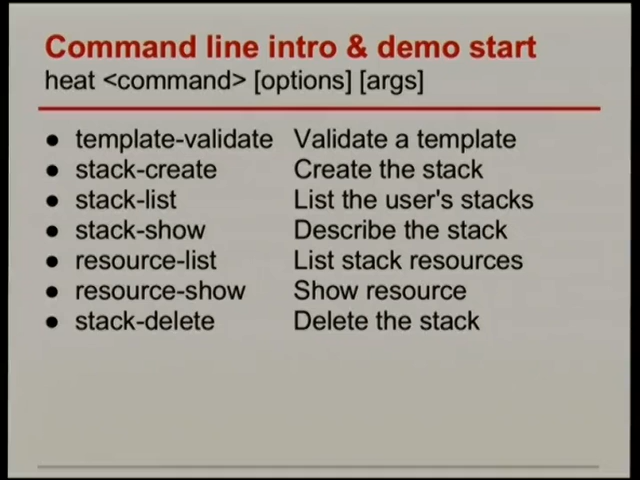 Command line intro & demo start
heat <command> [options] [args]
● template-validate Validate a template
● stack-create Create the stack
● stack-list List the user's stacks
● stack-show Describe the stack
● resource-list List stack resources
● resource-show Show resource
● stack-delete Delete the stack